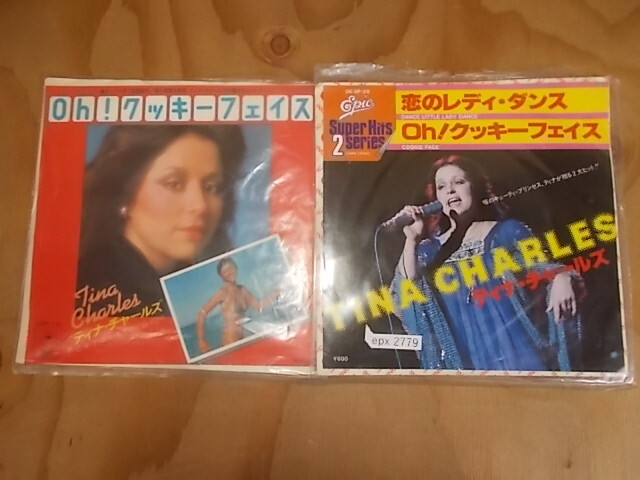 Oh!クッキーフェイス
Tina
Charles
ティナ・チャールズ
Epic
Super Hits
2 series
恋のレディ・ダンス
DANCE LITTLE LADY DANCE
Oh!クッキーフェイス
COOKIE FACE
TINA CHARLES
ティナ・チャールズ
epx 2779
¥600